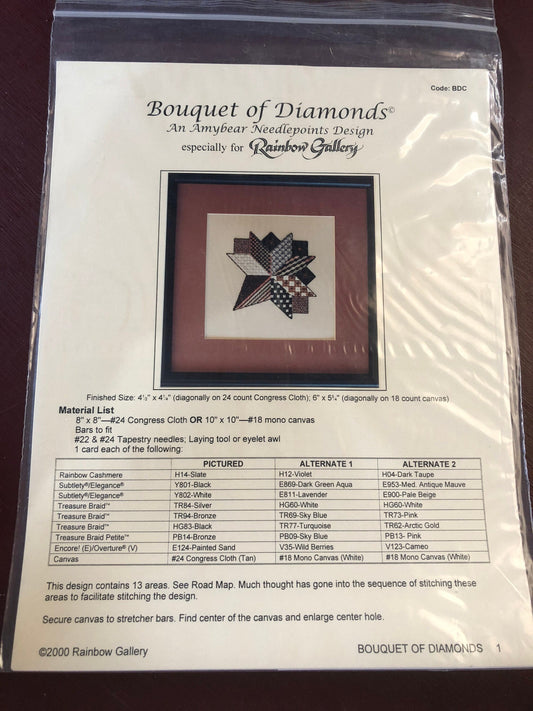 Code: BDC
Bouquet of Diamonds©
An Amybear Needlepoints Design
especially for Rainbow Gallery
Finished Size: 4½" x 4¼" (diagonally on 24 count Congress Cloth); 6" x 5¾" (diagonally on 18 count canvas)
Material List
8" x 8"—#24 Congress Cloth OR 10" x 10"—#18 mono canvas
Bars to fit
#22 & #24 Tapestry needles; Laying tool or eyelet awl
1 card each of the following:
PICTURED ALTERNATE 1 ALTERNATE 2
Rainbow Cashmere H14-Slate H12-Violet H04-Dark Taupe
Subtlety®/Elegance® Y801-Black E869-Dark Green Aqua E953-Med. Antique Mauve
Subtlety®/Elegance® Y802-White E811-Lavender E900-Pale Beige
Treasure Braid™ TR84-Silver HG60-White HG60-White
Treasure Braid™ TR94-Bronze TR69-Sky Blue TR73-Pink
Treasure Braid™ HG83-Black TR77-Turquoise TR62-Arctic Gold
Treasure Braid Petite™ PB14-Bronze PB09-Sky Blue PB13- Pink
Encore! (E)/Overture® (V) E124-Painted Sand V35-Wild Berries V123-Cameo
Canvas #24 Congress Cloth (Tan) #18 Mono Canvas (White) #18 Mono Canvas (White)
This design contains 13 areas. See Road Map. Much thought has gone into the sequence of stitching these
areas to facilitate stitching the design.
Secure canvas to stretcher bars. Find center of the canvas and enlarge center hole.
©2000 Rainbow Gallery BOUQUET OF DIAMONDS 1